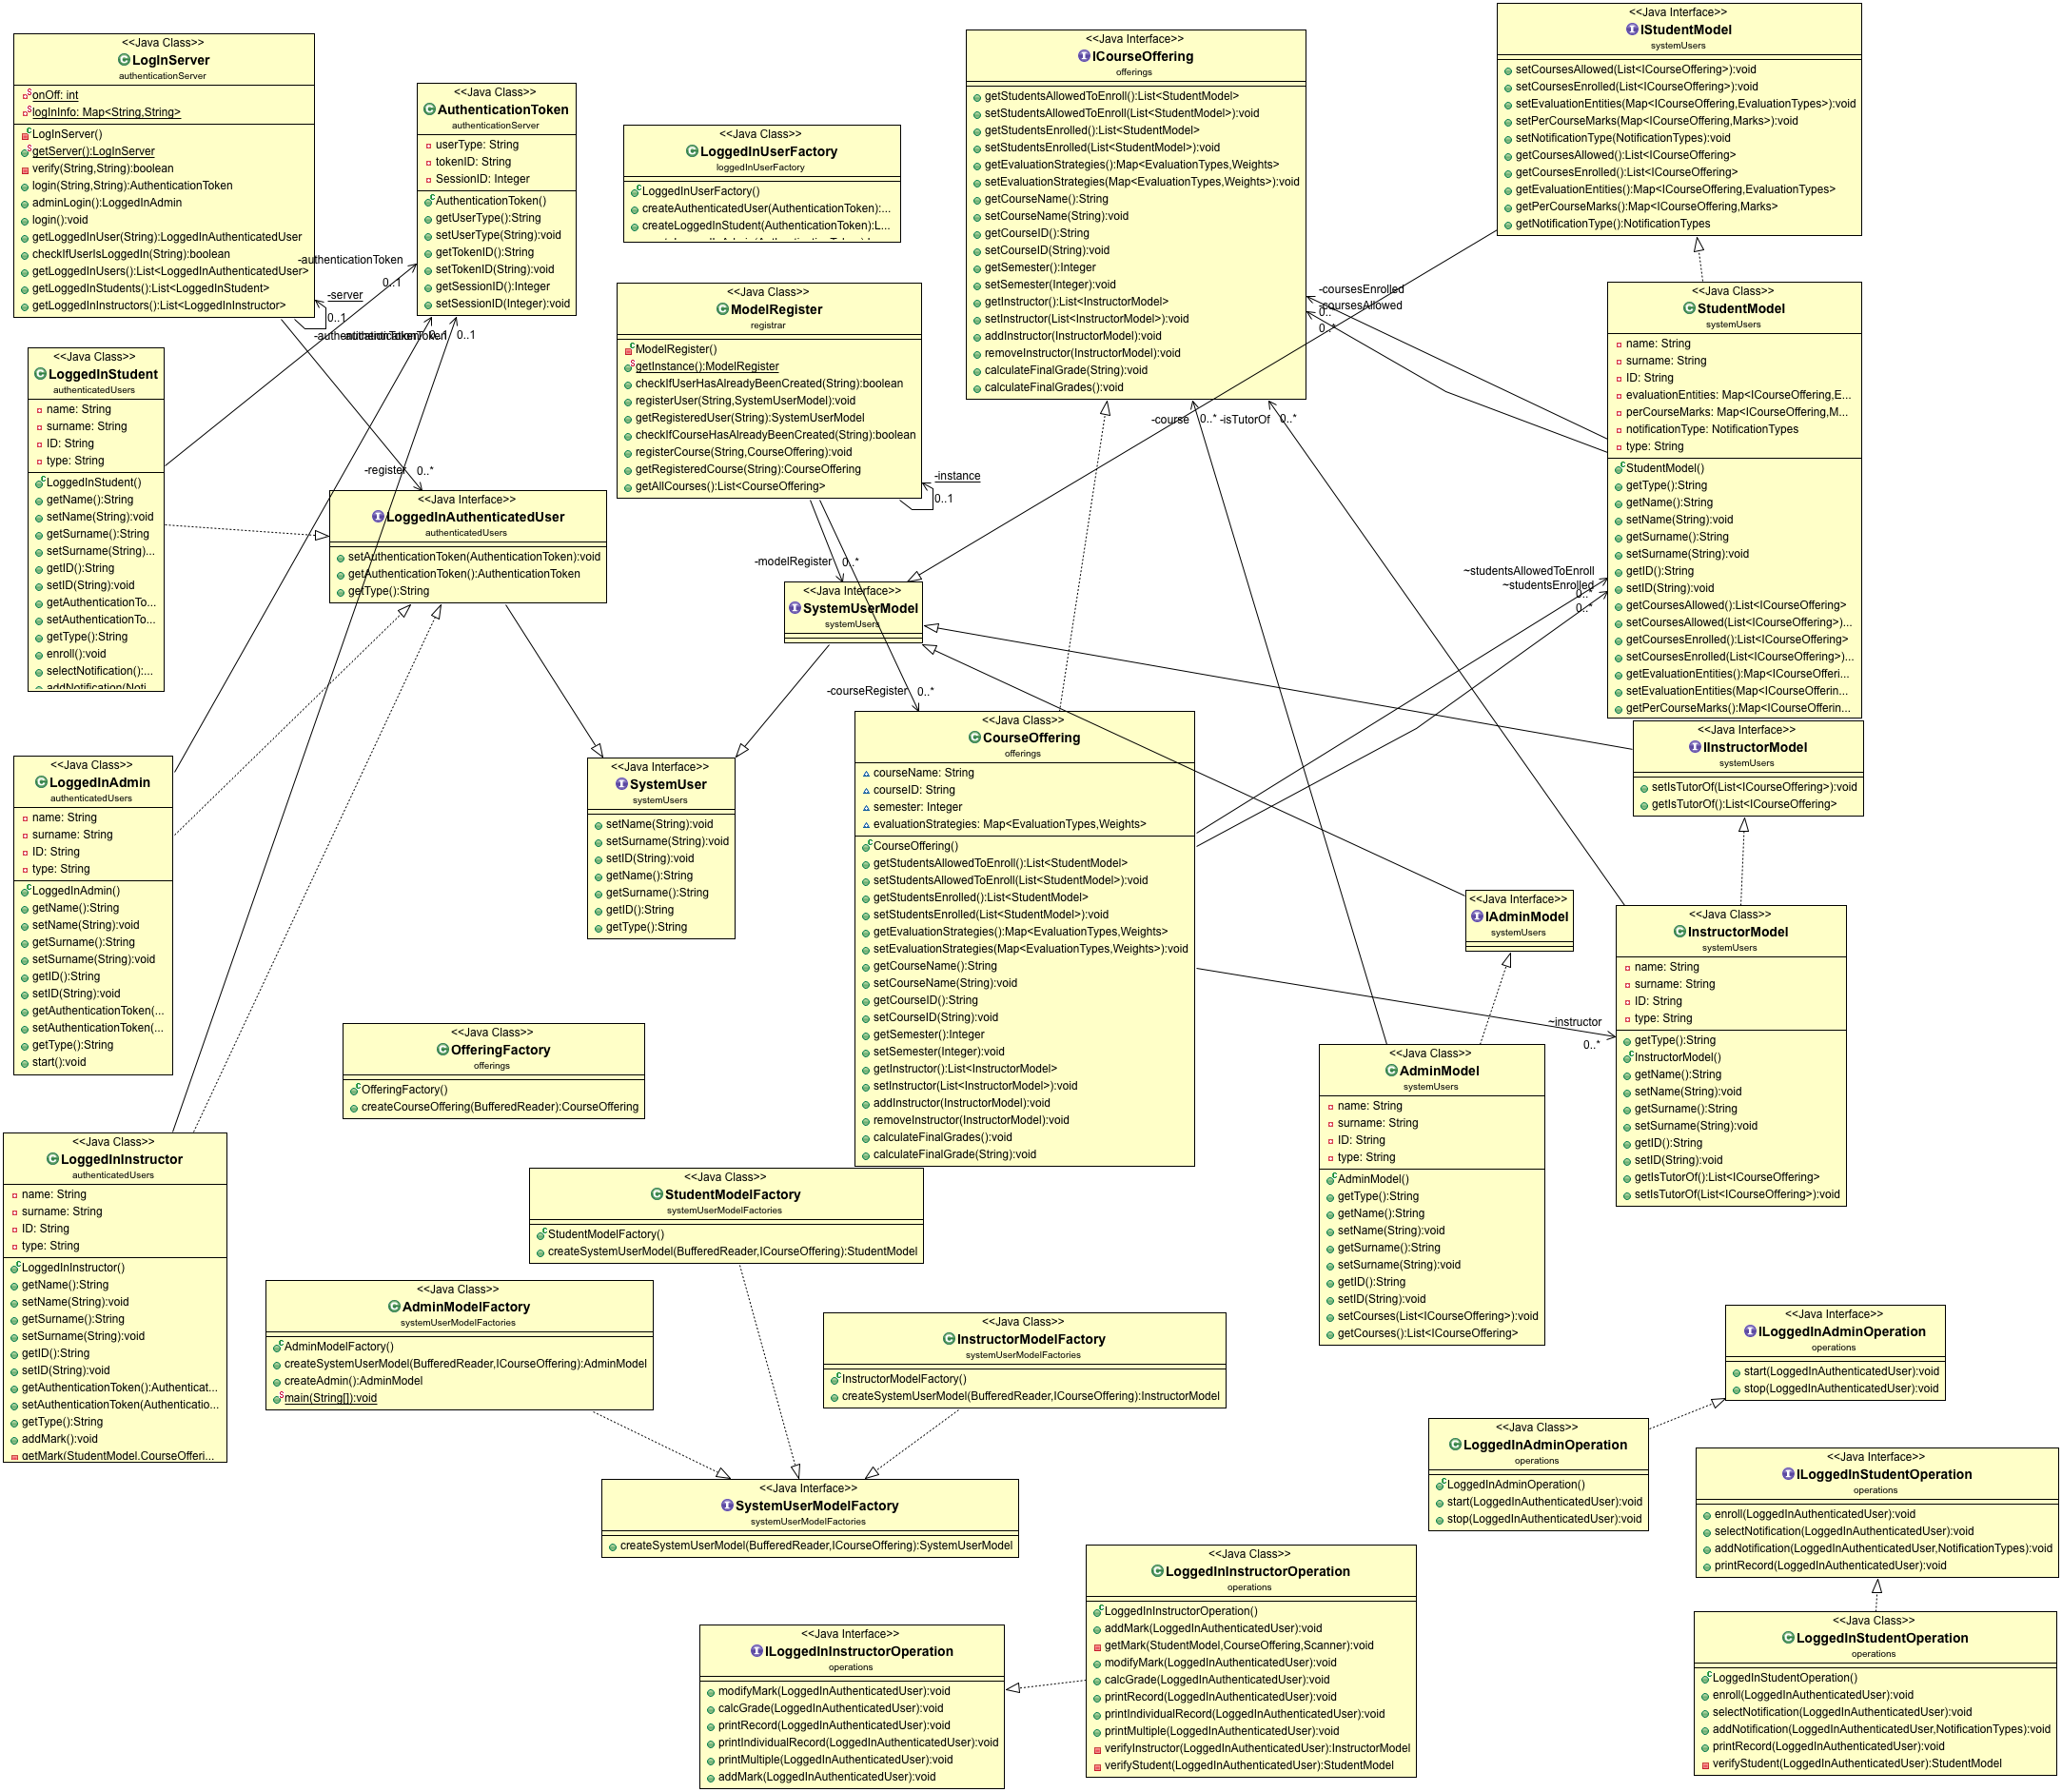 <<Java Class>>
LogInServer
authenticationServer
onOff: int
logInInfo: Map<String,String>
LogInServer()
getServer():LogInServer
verify(String,String):boolean
login(String,String):AuthenticationToken
adminLogin():LoggedInAdmin
login():void
getLoggedInUser(String):LoggedInAuthenticatedUser
checkIfUserIsLoggedIn(String):boolean
getLoggedInUsers():List<LoggedInAuthenticatedUser>
getLoggedInStudents():List<LoggedInStudent>
getLoggedInInstructors():List<LoggedInInstructor>
-server
0..1
<<Java Class>>
AuthenticationToken
authenticationServer
userType: String
tokenID: String
SessionID: Integer
AuthenticationToken()
getUserType():String
setUserType(String):void
getTokenID():String
setTokenID(String):void
getSessionID():Integer
setSessionID(Integer):void
-authenticationToken
0..1
-authenticationToken
0..1
0..1
<<Java Class>>
LoggedInUserFactory
loggedInUserFactory
LoggedInUserFactory()
createAuthenticatedUser(AuthenticationToken):...
createLoggedInStudent(AuthenticationToken):L...
<<Java Class>>
ModelRegister
registrar
ModelRegister()
getInstance():ModelRegister
checkIfUserHasAlreadyBeenCreated(String):boolean
registerUser(String,SystemUserModel):void
getRegisteredUser(String):SystemUserModel
checkIfCourseHasAlreadyBeenCreated(String):boolean
registerCourse(String,CourseOffering):void
getRegisteredCourse(String):CourseOffering
getAllCourses():List<CourseOffering>
-instance
0..1
<<Java Interface>>
ICourseOffering
offerings
getStudentsAllowedToEnroll():List<StudentModel>
setStudentsAllowedToEnroll(List<StudentModel>):void
getStudentsEnrolled():List<StudentModel>
setStudentsEnrolled(List<StudentModel>):void
getEvaluationStrategies():Map<EvaluationTypes,Weights>
setEvaluationStrategies(Map<EvaluationTypes,Weights>):void
getCourseName():String
setCourseName(String):void
getCourseID():String
setCourseID(String):void
getSemester():Integer
setSemester(Integer):void
getInstructor():List<InstructorModel>
setInstructor(List<InstructorModel>):void
addInstructor(InstructorModel):void
removeInstructor(InstructorModel):void
calculateFinalGrade(String):void
calculateFinalGrades():void
-coursesEnrolled
-coursesAllowed
0..*
-course
0..*
-isTutorOf
0..*
<<Java Interface>>
IStudentModel
systemUsers
setCoursesAllowed(List<ICourseOffering>):void
setCoursesEnrolled(List<ICourseOffering>):void
setEvaluationEntities(Map<ICourseOffering,EvaluationTypes>):void
setPerCourseMarks(Map<ICourseOffering,Marks>):void
setNotificationType(NotificationTypes):void
getCoursesAllowed():List<ICourseOffering>
getCoursesEnrolled():List<ICourseOffering>
getEvaluationEntities():Map<ICourseOffering,EvaluationTypes>
getPerCourseMarks():Map<ICourseOffering,Marks>
getNotificationType():NotificationTypes
<<Java Class>>
StudentModel
systemUsers
name: String
surname: String
ID: String
evaluationEntities: Map<ICourseOffering,E...
perCourseMarks: Map<ICourseOffering,M...
notificationType: NotificationTypes
type: String
StudentModel()
getType():String
getName():String
setName(String):void
getSurname():String
setSurname(String):void
getID():String
setID(String):void
getCoursesAllowed():List<ICourseOffering>
setCoursesAllowed(List<ICourseOffering>)...
getCoursesEnrolled():List<ICourseOffering>
setCoursesEnrolled(List<ICourseOffering>)...
getEvaluationEntities():Map<ICourseOfferi...
setEvaluationEntities(Map<ICourseOfferin...
getPerCourseMarks():Map<ICourseOfferin...
<<Java Class>>
LoggedInStudent
authenticatedUsers
name: String
surname: String
ID: String
type: String
LoggedInStudent()
getName():String
setName(String):void
getSurname():String
setSurname(String)...
getID():String
setID(String):void
getAuthenticationTo...
setAuthenticationTo...
getType():String
enroll():void
selectNotification():...
addNotification(Noti...
-register
0..*
<<Java Interface>>
LoggedInAuthenticatedUser
authenticatedUsers
setAuthenticationToken(AuthenticationToken):void
getAuthenticationToken():AuthenticationToken
getType():String
-modelRegister
0..*
<<Java Interface>>
SystemUserModel
systemUsers
~studentsAllowedToEnroll
~studentsEnrolled
0..*
0..*
-courseRegister
0..*
<<Java Class>>
CourseOffering
offerings
courseName: String
courseID: String
semester: Integer
evaluationStrategies: Map<EvaluationTypes,Weights>
CourseOffering()
getStudentsAllowedToEnroll():List<StudentModel>
setStudentsAllowedToEnroll(List<StudentModel>):void
getStudentsEnrolled():List<StudentModel>
setStudentsEnrolled(List<StudentModel>):void
getEvaluationStrategies():Map<EvaluationTypes,Weights>
setEvaluationStrategies(Map<EvaluationTypes,Weights>):void
getCourseName():String
setCourseName(String):void
getCourseID():String
setCourseID(String):void
getSemester():Integer
setSemester(Integer):void
getInstructor():List<InstructorModel>
setInstructor(List<InstructorModel>):void
addInstructor(InstructorModel):void
removeInstructor(InstructorModel):void
calculateFinalGrades():void
calculateFinalGrade(String):void
<<Java Interface>>
SystemUser
systemUsers
setName(String):void
setSurname(String):void
setID(String):void
getName():String
getSurname():String
getID():String
getType():String
<<Java Interface>>
IInstructorModel
systemUsers
setIsTutorOf(List<ICourseOffering>):void
getIsTutorOf():List<ICourseOffering>
<<Java Class>>
LoggedInAdmin
authenticatedUsers
name: String
surname: String
ID: String
type: String
LoggedInAdmin()
getName():String
setName(String):void
getSurname():String
setSurname(String):void
getID():String
setID(String):void
getAuthenticationToken(...
setAuthenticationToken(...
getType():String
start():void
<<Java Interface>>
IAdminModel
systemUsers
<<Java Class>>
InstructorModel
systemUsers
name: String
surname: String
ID: String
type: String
getType():String
InstructorModel()
getName():String
setName(String):void
getSurname():String
setSurname(String):void
getID():String
setID(String):void
getIsTutorOf():List<ICourseOffering>
setIsTutorOf(List<ICourseOffering>):void
~instructor
0..*
<<Java Class>>
OfferingFactory
offerings
OfferingFactory()
createCourseOffering(BufferedReader):CourseOffering
<<Java Class>>
AdminModel
systemUsers
name: String
surname: String
ID: String
type: String
AdminModel()
getType():String
getName():String
setName(String):void
getSurname():String
setSurname(String):void
getID():String
setID(String):void
setCourses(List<ICourseOffering>):void
getCourses():List<ICourseOffering>
<<Java Class>>
LoggedInInstructor
authenticatedUsers
name: String
surname: String
ID: String
type: String
LoggedInInstructor()
getName():String
setName(String):void
getSurname():String
setSurname(String):void
getID():String
setID(String):void
getAuthenticationToken():Authenticat...
setAuthenticationToken(Authenticatio...
getType():String
addMark():void
getMark(StudentModel,CourseOfferi...
<<Java Class>>
StudentModelFactory
systemUserModelFactories
StudentModelFactory()
createSystemUserModel(BufferedReader,ICourseOffering):StudentModel
<<Java Class>>
AdminModelFactory
systemUserModelFactories
AdminModelFactory()
createSystemUserModel(BufferedReader,ICourseOffering):AdminModel
createAdmin():AdminModel
main(String[]):void
<<Java Class>>
InstructorModelFactory
systemUserModelFactories
InstructorModelFactory()
createSystemUserModel(BufferedReader,ICourseOffering):InstructorModel
<<Java Interface>>
SystemUserModelFactory
systemUserModelFactories
createSystemUserModel(BufferedReader,ICourseOffering):SystemUserModel
<<Java Interface>>
ILoggedInAdminOperation
operations
start(LoggedInAuthenticatedUser):void
stop(LoggedInAuthenticatedUser):void
<<Java Class>>
LoggedInAdminOperation
operations
LoggedInAdminOperation()
start(LoggedInAuthenticatedUser):void
stop(LoggedInAuthenticatedUser):void
<<Java Interface>>
ILoggedInStudentOperation
operations
enroll(LoggedInAuthenticatedUser):void
selectNotification(LoggedInAuthenticatedUser):void
addNotification(LoggedInAuthenticatedUser,NotificationTypes):void
printRecord(LoggedInAuthenticatedUser):void
<<Java Class>>
LoggedInInstructorOperation
operations
LoggedInInstructorOperation()
addMark(LoggedInAuthenticatedUser):void
getMark(StudentModel,CourseOffering,Scanner):void
modifyMark(LoggedInAuthenticatedUser):void
calcGrade(LoggedInAuthenticatedUser):void
printRecord(LoggedInAuthenticatedUser):void
printIndividualRecord(LoggedInAuthenticatedUser):void
printMultiple(LoggedInAuthenticatedUser):void
verifyInstructor(LoggedInAuthenticatedUser):InstructorModel
verifyStudent(LoggedInAuthenticatedUser):StudentModel
<<Java Interface>>
ILoggedInInstructorOperation
operations
modifyMark(LoggedInAuthenticatedUser):void
calcGrade(LoggedInAuthenticatedUser):void
printRecord(LoggedInAuthenticatedUser):void
printIndividualRecord(LoggedInAuthenticatedUser):void
printMultiple(LoggedInAuthenticatedUser):void
addMark(LoggedInAuthenticatedUser):void
<<Java Class>>
LoggedInStudentOperation
operations
LoggedInStudentOperation()
enroll(LoggedInAuthenticatedUser):void
selectNotification(LoggedInAuthenticatedUser):void
addNotification(LoggedInAuthenticatedUser,NotificationTypes):void
printRecord(LoggedInAuthenticatedUser):void
verifyStudent(LoggedInAuthenticatedUser):StudentModel